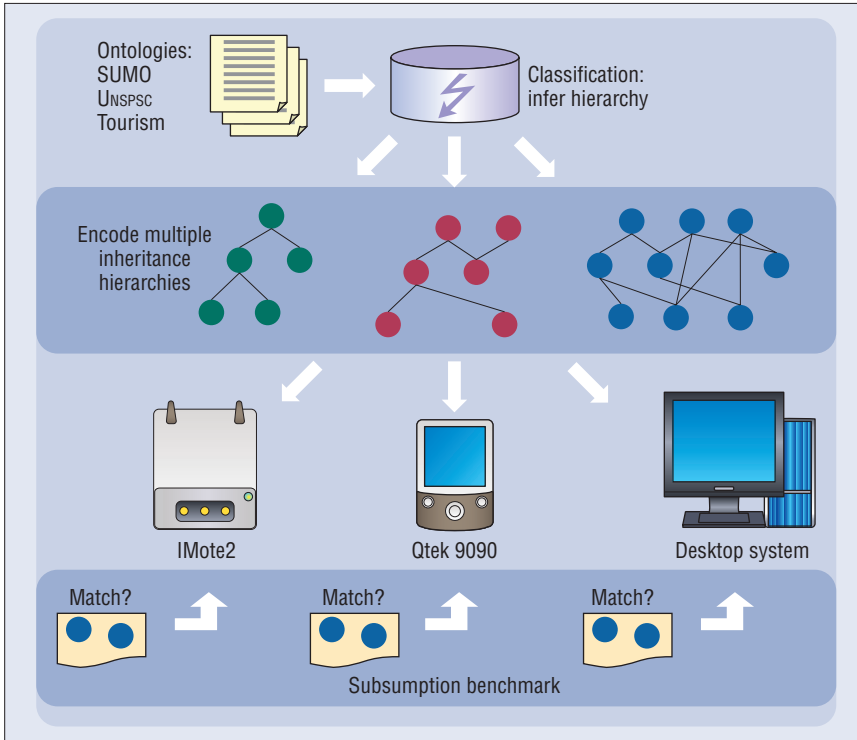 Ontologies:
SUMO
UNSPSC
Tourism
Classification:
infer hierarchy
Encode multiple
inheritance
hierarchies
IMote2
Qtek 9090
Desktop system
Match?
Match?
Match?
Subsumption benchmark